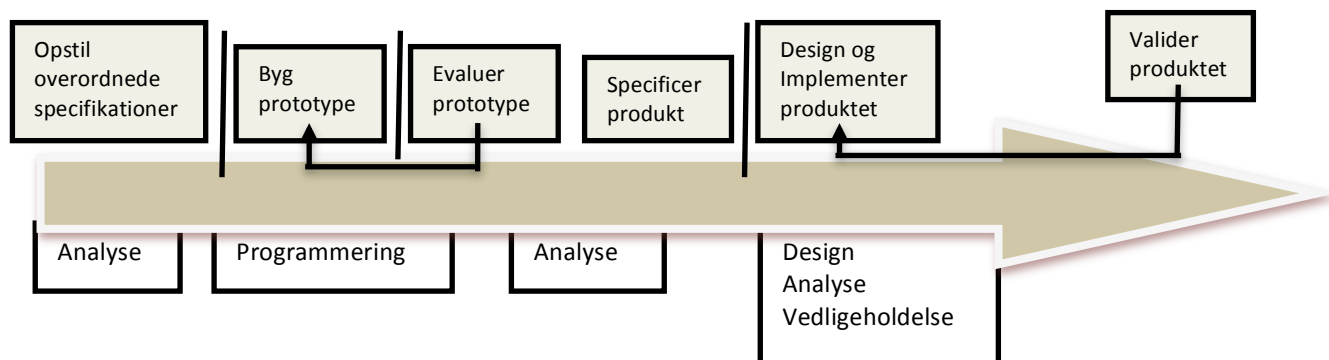 Opstil
overordnede
specifikationer
Byg
prototype
Evaluer
prototype
Specificer
produkt
Design og
Implementer
produktet
Valider
produktet
Analyse
Programmering
Analyse
Design
Analyse
Vedligeholdelse